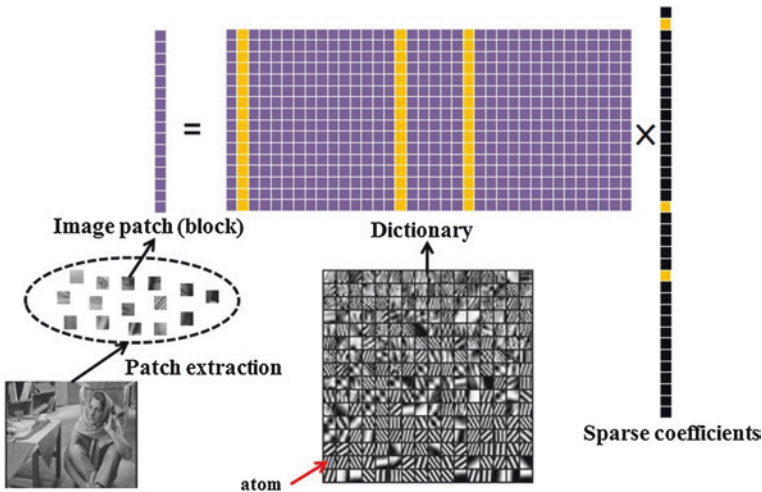 =
×
Image patch (block)
Dictionary
Patch extraction
Sparse coefficients
atom